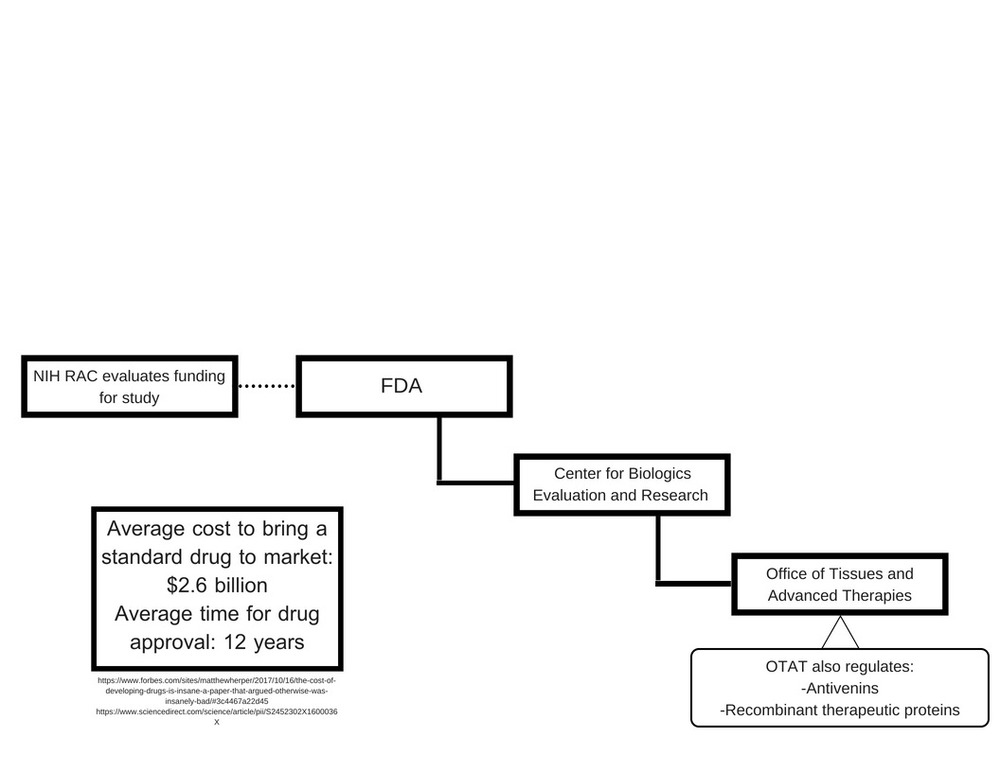 NIH RAC evaluates funding
for study
FDA
Center for Biologics
Evaluation and Research
Average cost to bring a
standard drug to market:
$2.6 billion
Average time for drug
approval: 12 years
https://www.forbes.com/sites/matthewherper/2017/10/16/the-cost-of-
developing-drugs-is-insane-a-paper-that-argued-otherwise-was-
insanely-bad/#3c4467a22d45
https://www.sciencedirect.com/science/article/pii/S2452302X1600036
X
Office of Tissues and
Advanced Therapies
OTAT also regulates:
-Antivenins
-Recombinant therapeutic proteins